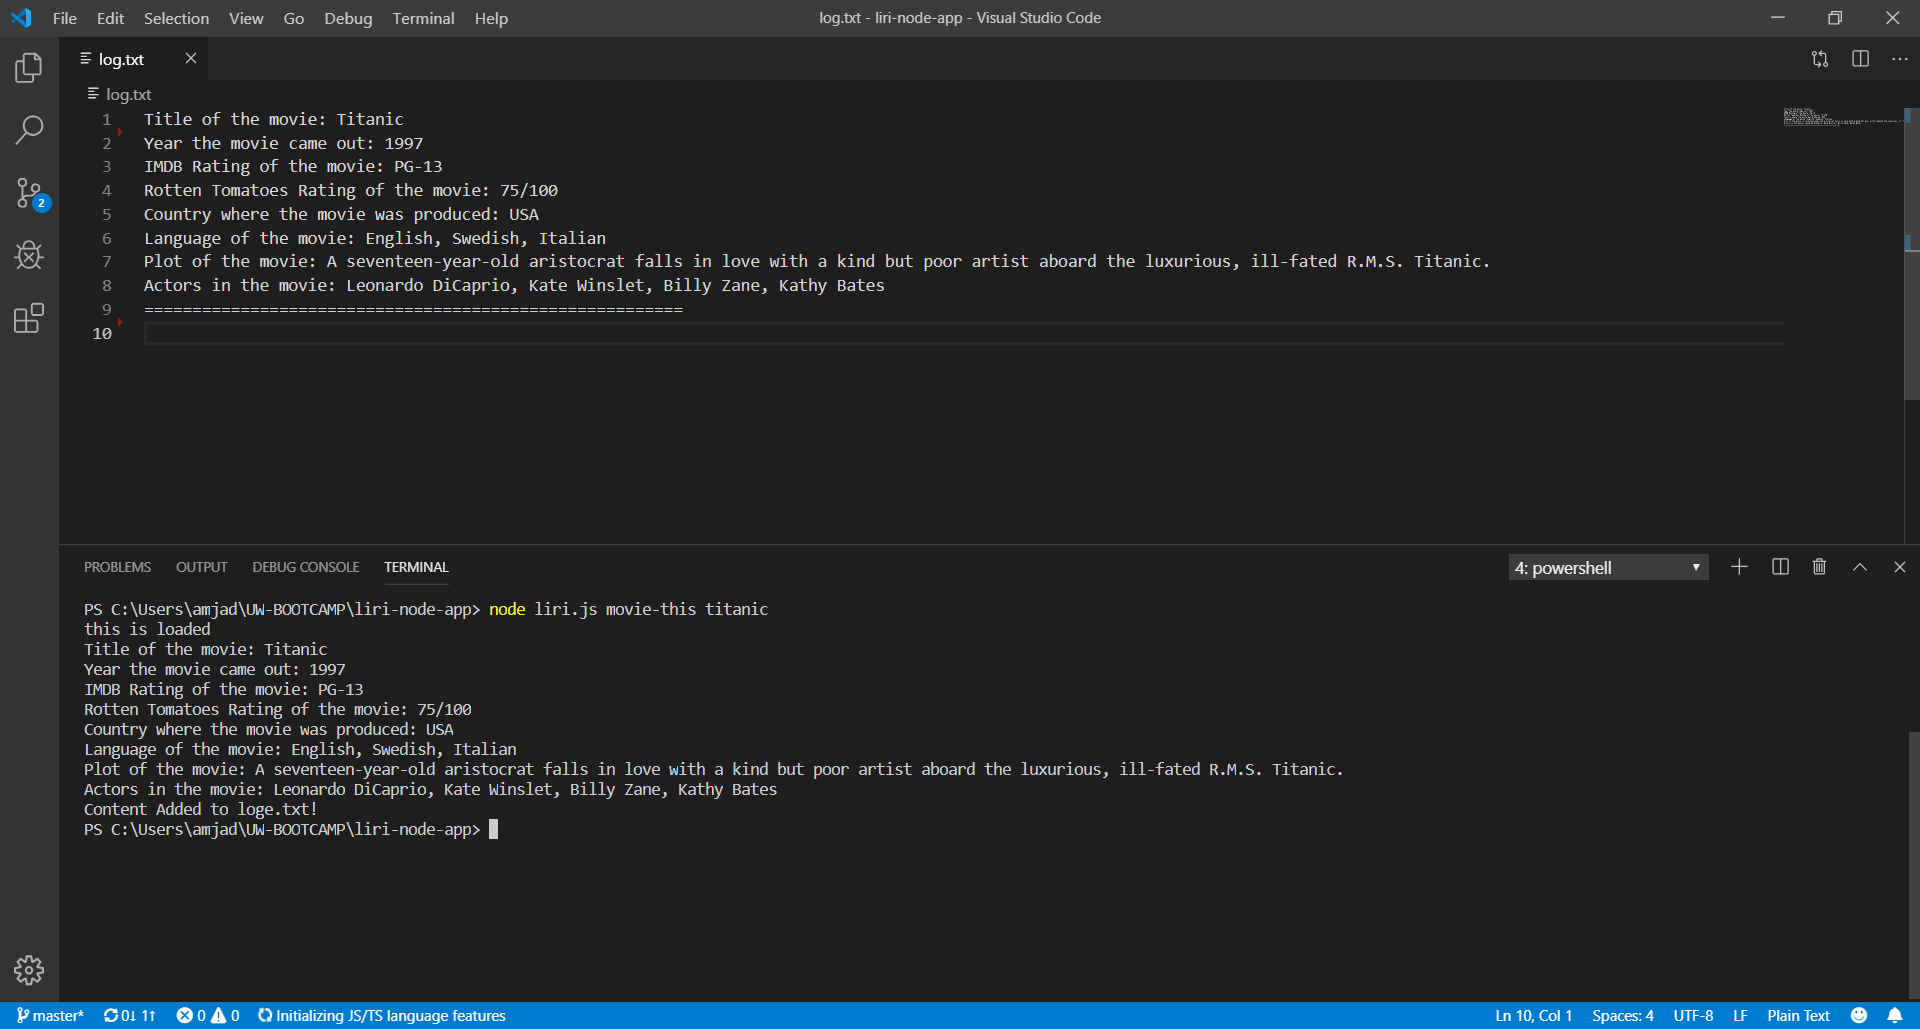 File Edit Selection View Go Debug Terminal Help log.txt - liri-node-app - Visual Studio Code
log.txt
log.txt
1 Title of the movie: Titanic
2 Year the movie came out: 1997
3 IMDB Rating of the movie: PG-13
4 Rotten Tomatoes Rating of the movie: 75/100
5 Country where the movie was produced: USA
6 Language of the movie: English, Swedish, Italian
7 Plot of the movie: A seventeen-year-old aristocrat falls in love with a kind but poor artist aboard the luxurious, ill-fated R.M.S. Titanic.
8 Actors in the movie: Leonardo DiCaprio, Kate Winslet, Billy Zane, Kathy Bates
9 ========================================================
10
2
PROBLEMS OUTPUT DEBUG CONSOLE TERMINAL 4: powershell
PS C:\Users\amjad\UW-BOOTCAMP\liri-node-app> node liri.js movie-this titanic
this is loaded
Title of the movie: Titanic
Year the movie came out: 1997
IMDB Rating of the movie: PG-13
Rotten Tomatoes Rating of the movie: 75/100
Country where the movie was produced: USA
Language of the movie: English, Swedish, Italian
Plot of the movie: A seventeen-year-old aristocrat falls in love with a kind but poor artist aboard the luxurious, ill-fated R.M.S. Titanic.
Actors in the movie: Leonardo DiCaprio, Kate Winslet, Billy Zane, Kathy Bates
Content Added to loge.txt!
PS C:\Users\amjad\UW-BOOTCAMP\liri-node-app>
master* 0↓ 1↑ 0 0 Initializing JS/TS language features Ln 10, Col 1 Spaces: 4 UTF-8 LF Plain Text